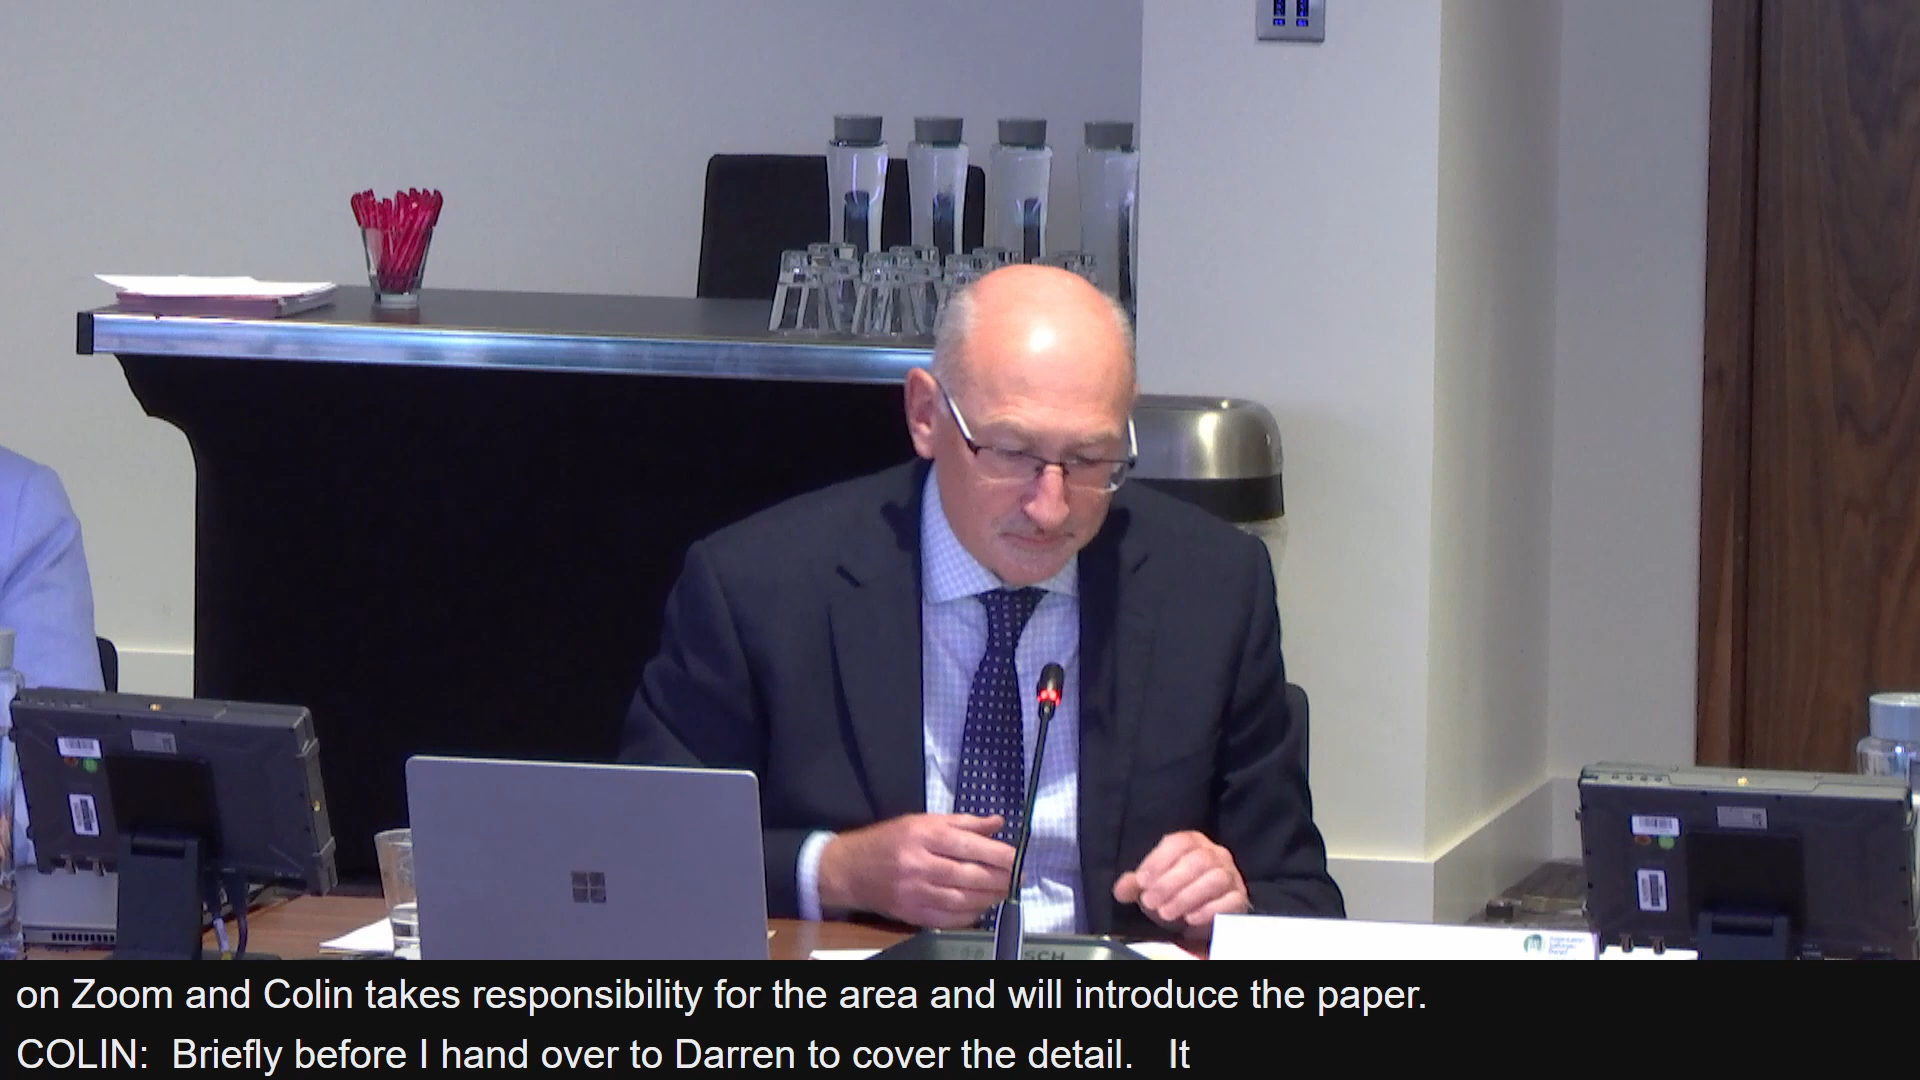 on Zoom and Colin takes responsibility for the area and will introduce the paper.
COLIN:  Briefly before I hand over to Darren to cover the detail.   It